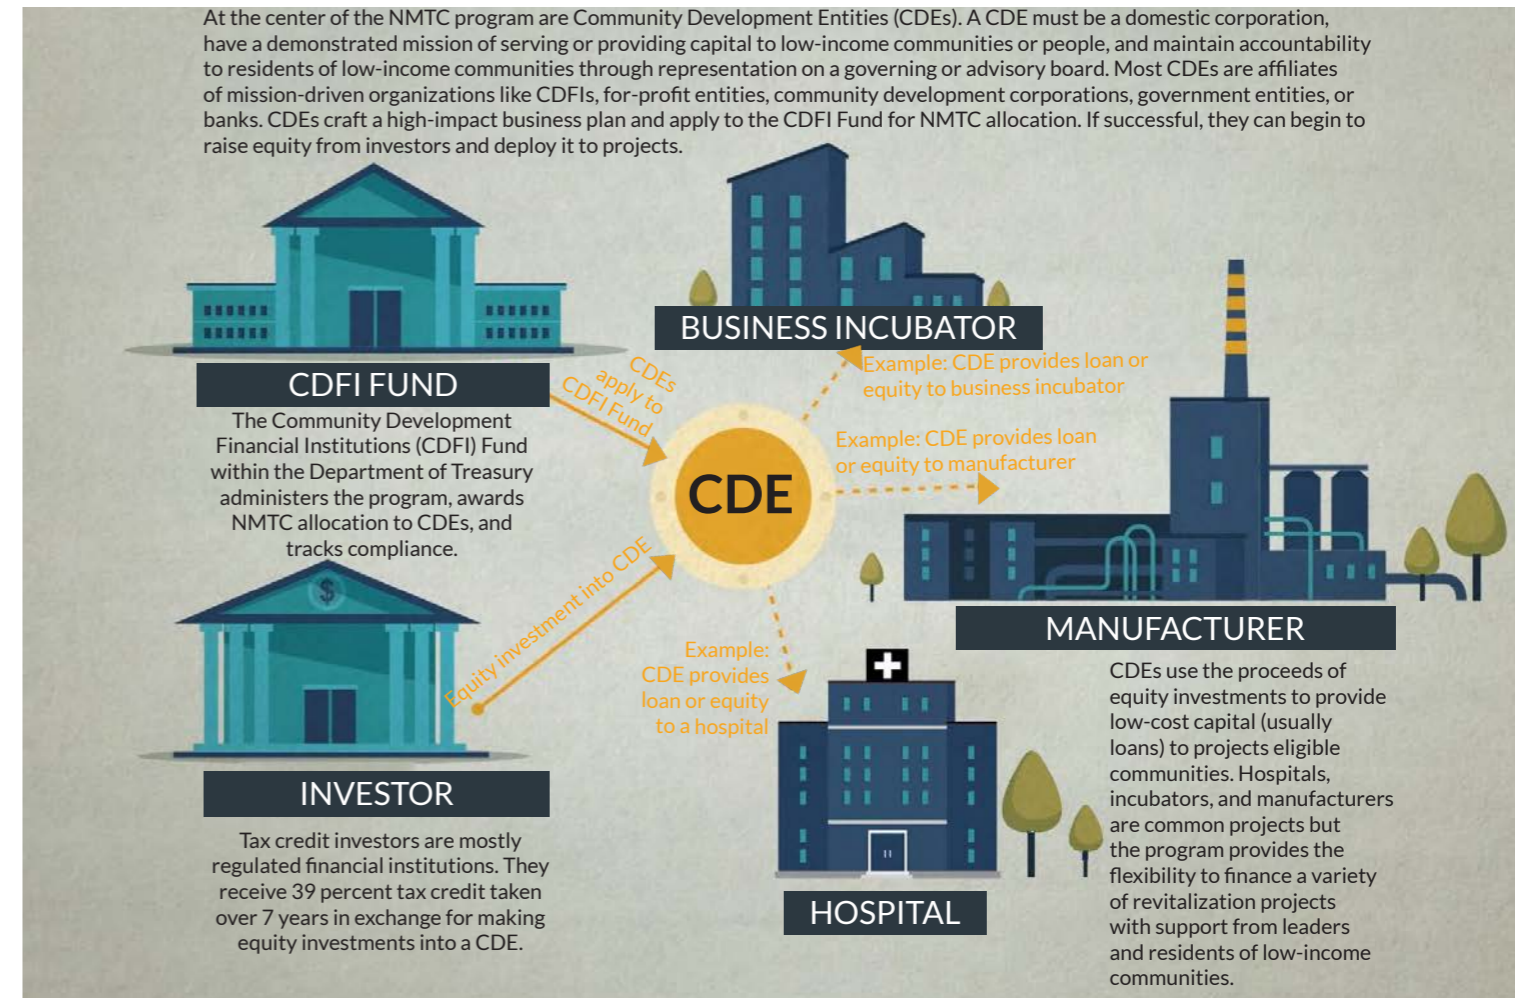 At the center of the NMTC program are Community Development Entities (CDEs). A CDE must be a domestic corporation,
have a demonstrated mission of serving or providing capital to low-income communities or people, and maintain accountability
to residents of low-income communities through representation on a governing or advisory board. Most CDEs are affiliates
of mission-driven organizations like CDFIs, for-profit entities, community development corporations, government entities, or
banks. CDEs craft a high-impact business plan and apply to the CDFI Fund for NMTC allocation. If successful, they can begin to
raise equity from investors and deploy it to projects.
BUSINESS INCUBATOR
CDFI FUND
The Community Development
Financial Institutions (CDFI) Fund
within the Department of Treasury
administers the program, awards
NMTC allocation to CDEs, and
tracks compliance.
CDEs
apply to
CDFI Fund
Example: CDE provides loan or
equity to business incubator
Example: CDE provides loan
or equity to manufacturer
CDE
Equity investment into CDE
$
Example:
CDE provides
loan or equity
to a hospital
MANUFACTURER
CDEs use the proceeds of
equity investments to provide
low-cost capital (usually
loans) to projects eligible
communities. Hospitals,
incubators, and manufacturers
are common projects but
the program provides the
flexibility to finance a variety
of revitalization projects
with support from leaders
and residents of low-income
communities.
INVESTOR
Tax credit investors are mostly
regulated financial institutions. They
receive 39 percent tax credit taken
over 7 years in exchange for making
equity investments into a CDE.
HOSPITAL